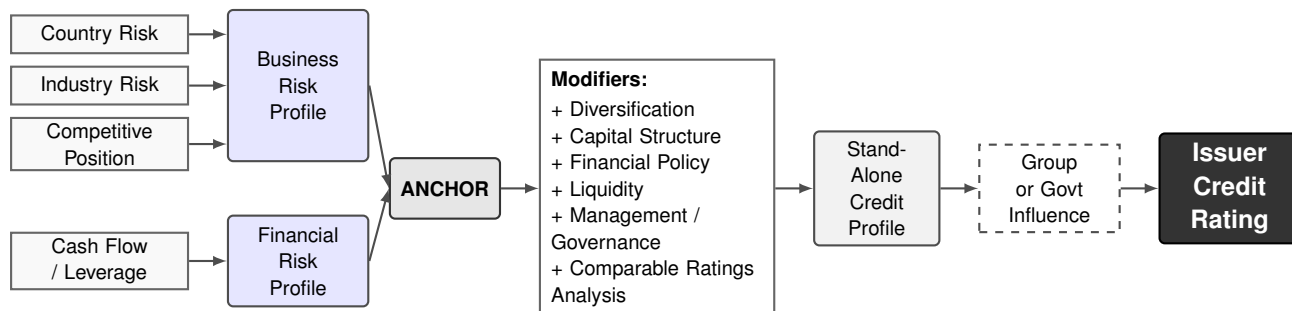 Country Risk
Industry Risk
Competitive
Position
Cash Flow
/ Leverage
Business
Risk
Profile
Financial
Risk
Profile
ANCHOR
Modifiers:
+ Diversification
+ Capital Structure
+ Financial Policy
+ Liquidity
+ Management /
Governance
+ Comparable Ratings
Analysis
Stand-
Alone
Credit
Profile
Group
or Govt
Influence
Issuer
Credit
Rating